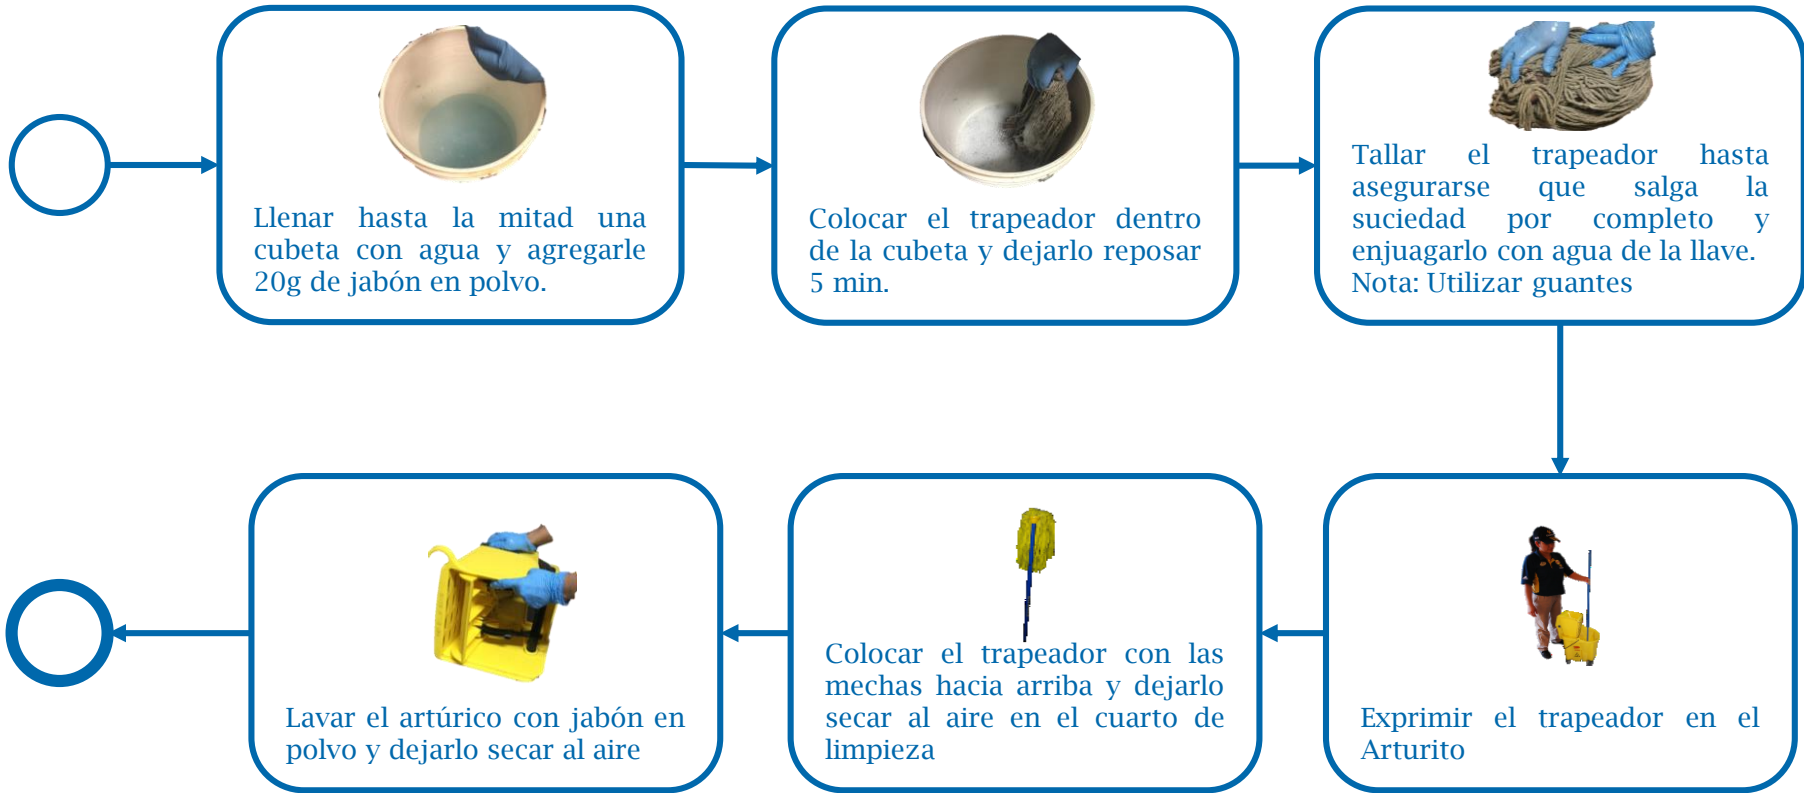 Llenar hasta la mitad una
cubeta con agua y agregarle
20g de jabón en polvo.
Colocar el trapeador dentro
de la cubeta y dejarlo reposar
5 min.
Tallar el trapeador hasta
asegurarse que salga la
suciedad por completo y
enjuagarlo con agua de la llave.
Nota: Utilizar guantes
Exprimir el trapeador en el
Arturito
Colocar el trapeador con las
mechas hacia arriba y dejarlo
secar al aire en el cuarto de
limpieza
Lavar el artúrico con jabón en
polvo y dejarlo secar al aire